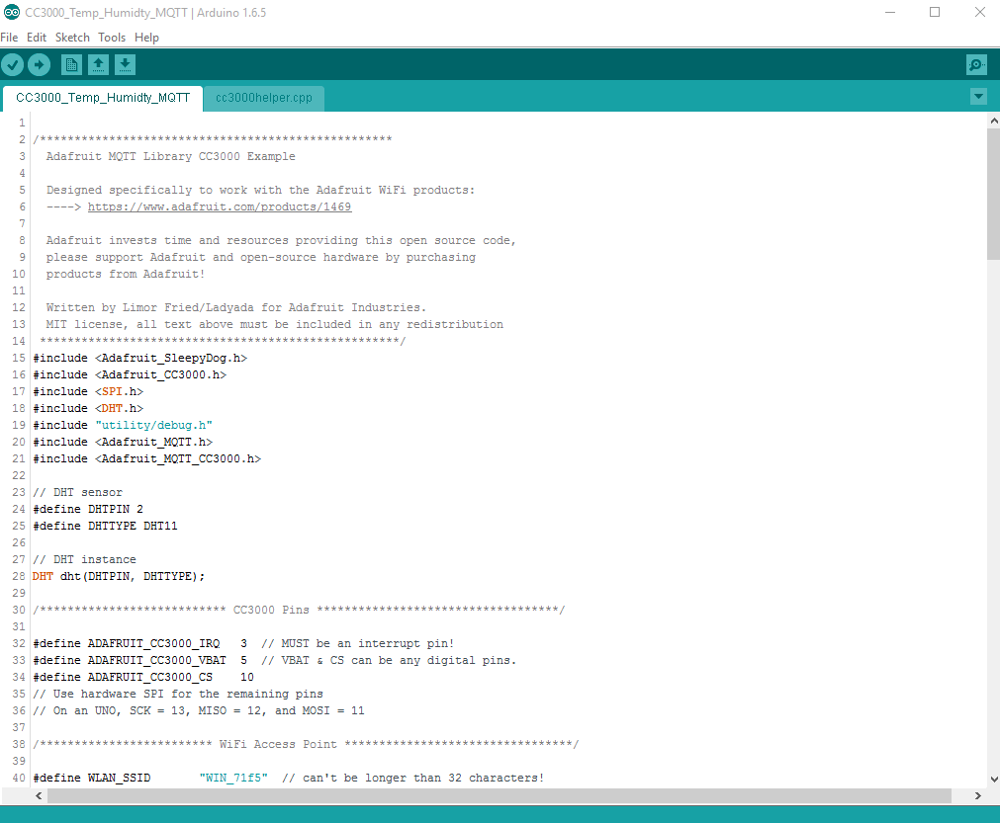 CC3000_Temp_Humidty_MQTT | Arduino 1.6.5
File Edit Sketch Tools Help
CC3000_Temp_Humidty_MQTT cc3000helper.cpp
1
2 /***************************************************
3 Adafruit MQTT Library CC3000 Example
4
5 Designed specifically to work with the Adafruit WiFi products:
6 ----> https://www.adafruit.com/products/1469
7
8 Adafruit invests time and resources providing this open source code,
9 please support Adafruit and open-source hardware by purchasing
10 products from Adafruit!
11
12 Written by Limor Fried/Ladyada for Adafruit Industries.
13 MIT license, all text above must be included in any redistribution
14 ****************************************************/
15 #include <Adafruit_SleepyDog.h>
16 #include <Adafruit_CC3000.h>
17 #include <SPI.h>
18 #include <DHT.h>
19 #include "utility/debug.h"
20 #include <Adafruit_MQTT.h>
21 #include <Adafruit_MQTT_CC3000.h>
22
23 // DHT sensor
24 #define DHTPIN 2
25 #define DHTTYPE DHT11
26
27 // DHT instance
28 DHT dht(DHTPIN, DHTTYPE);
29
30 /*************************** CC3000 Pins ***********************************/
31
32 #define ADAFRUIT_CC3000_IRQ 3 // MUST be an interrupt pin!
33 #define ADAFRUIT_CC3000_VBAT 5 // VBAT & CS can be any digital pins.
34 #define ADAFRUIT_CC3000_CS 10
35 // Use hardware SPI for the remaining pins
36 // On an UNO, SCK = 13, MISO = 12, and MOSI = 11
37
38 /************************* WiFi Access Point *********************************/
39
40 #define WLAN_SSID "WIN_71f5" // can't be longer than 32 characters!